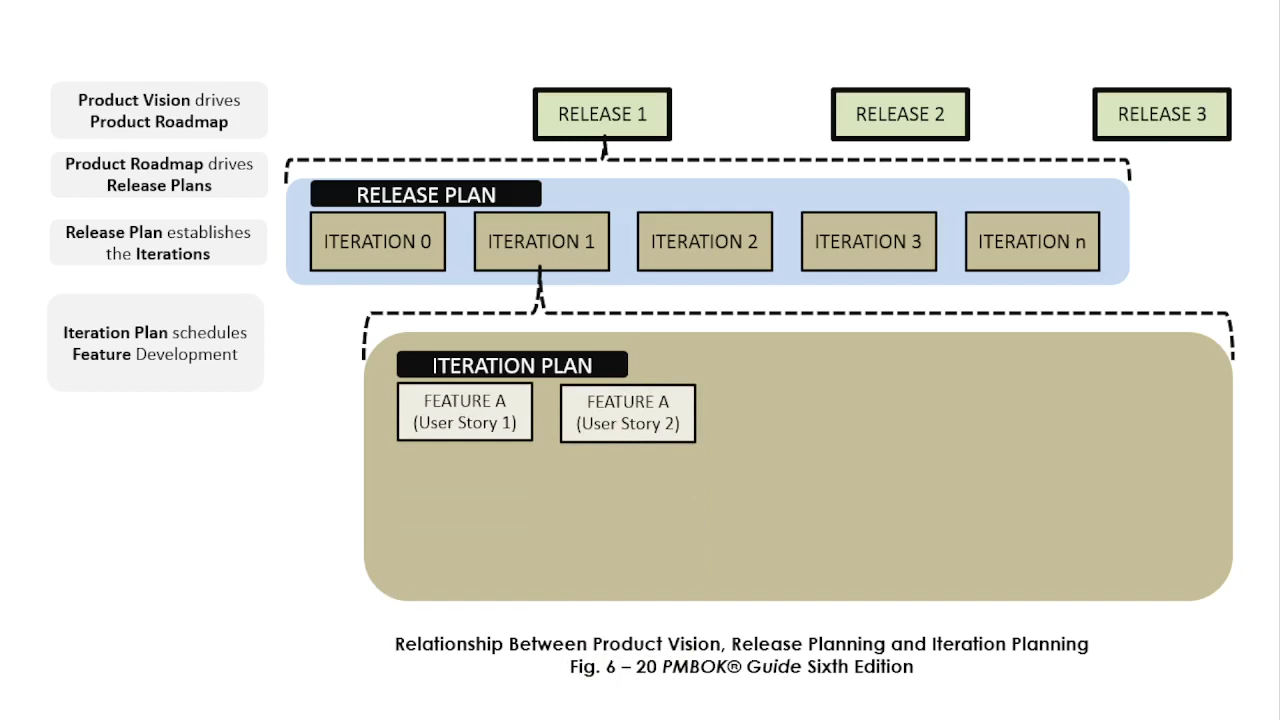 Product Vision drives
Product Roadmap
RELEASE 1
RELEASE 2
RELEASE 3
Product Roadmap drives
Release Plans
RELEASE PLAN
Release Plan establishes
the Iterations
ITERATION 0
ITERATION 1
ITERATION 2
ITERATION 3
ITERATION n
Iteration Plan schedules
Feature Development
ITERATION PLAN
FEATURE A
(User Story 1)
FEATURE A
(User Story 2)
Relationship Between Product Vision, Release Planning and Iteration Planning
Fig. 6 – 20 PMBOK® Guide Sixth Edition